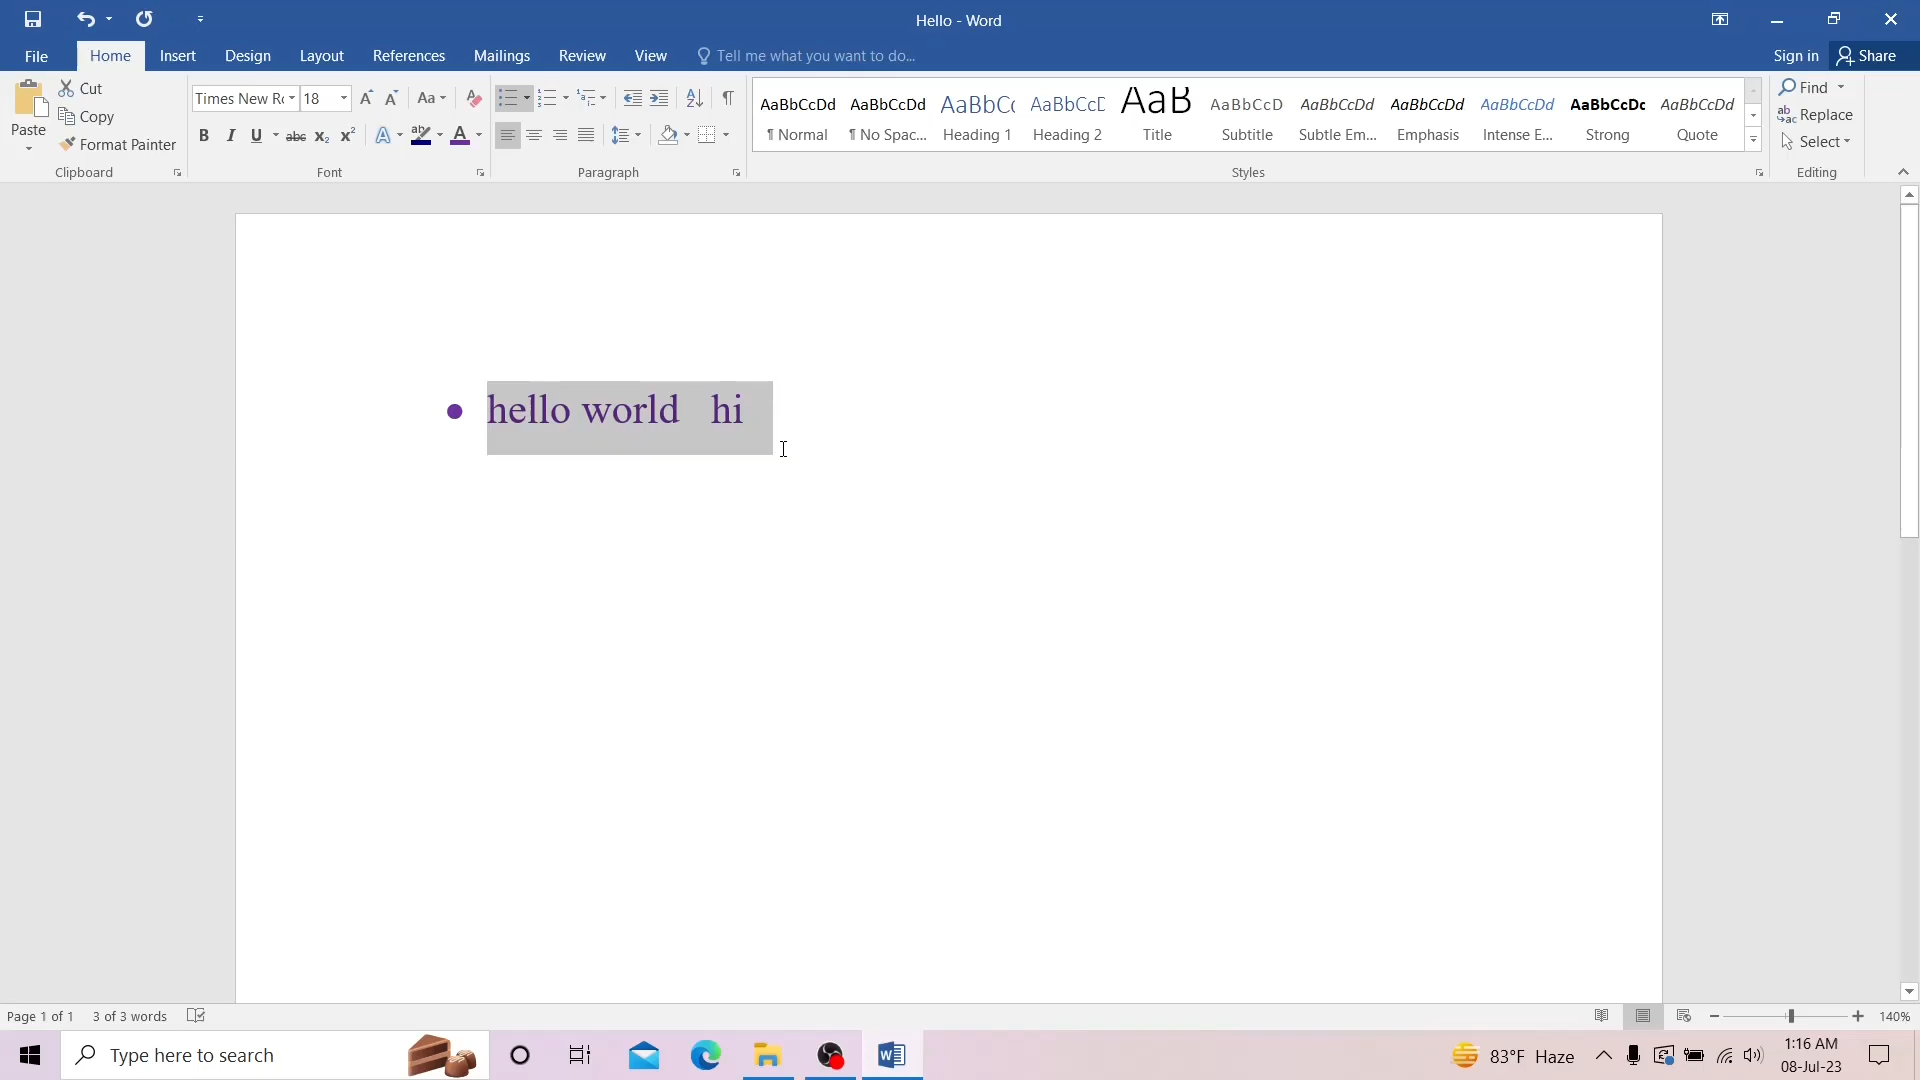 Hello - Word
File Home Insert Design Layout References Mailings Review View Tell me what you want to do... Sign in Share
Cut
Copy
Format Painter
Paste
Clipboard
Times New Ro 18
Font
Paragraph
AaBbCcDd AaBbCcDd AaBbC AaBbCcD AaB AaBbCcD AaBbCcDd AaBbCcDd AaBbCcDd AaBbCcDc AaBbCcDd
¶ Normal ¶ No Spac... Heading 1 Heading 2 Title Subtitle Subtle Em... Emphasis Intense E... Strong Quote
Styles
Find
Replace
Select
Editing
• hello world hi
Page 1 of 1 3 of 3 words 140%
Type here to search
83°F Haze
1:16 AM
08-Jul-23